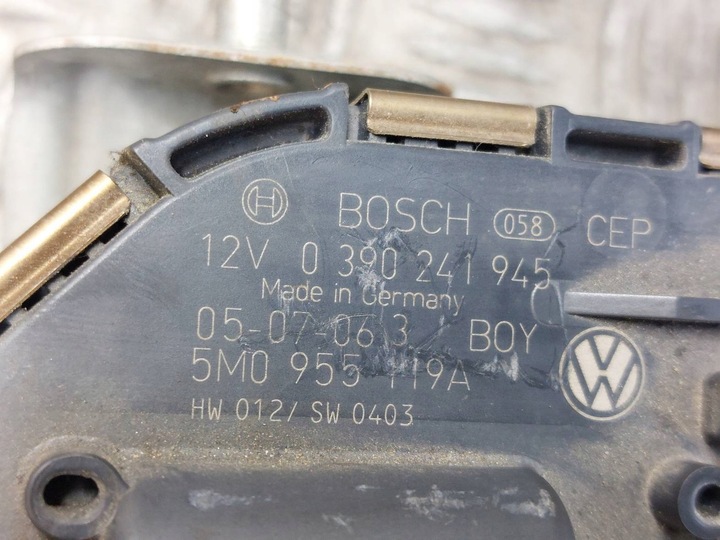 BOSCH 058 CEP
12V 0 390 241 945
Made in Germany
05-07-06 3 BOY
5M0 955 119A
HW 012/ SW 0403